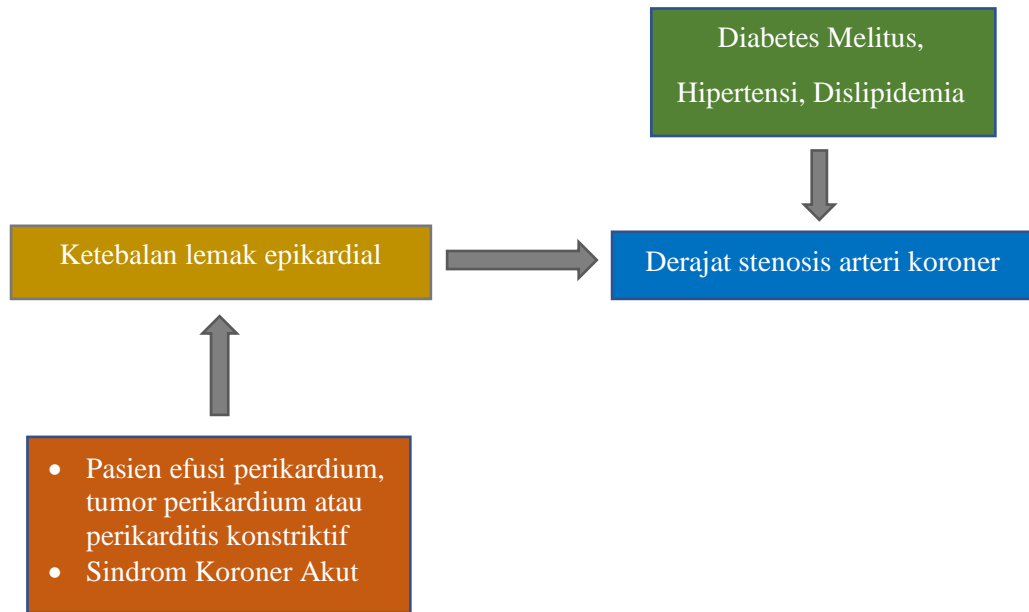 Diabetes Melitus,
Hipertensi, Dislipidemia
Ketebalan lemak epikardial
Derajat stenosis arteri koroner
• Pasien efusi perikardium,
tumor perikardium atau
perikarditis konstriktif
• Sindrom Koroner Akut